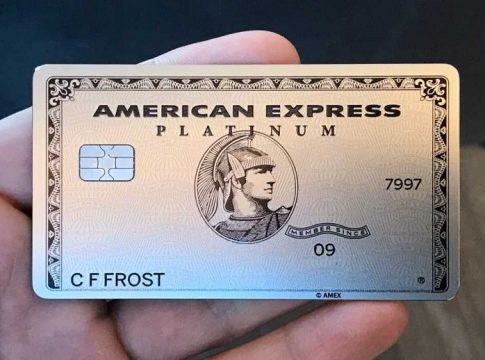 AMERICAN EXPRESS
PLATINUM
7997
MEMBER SINCE
09
C F FROST
®
© AMEX